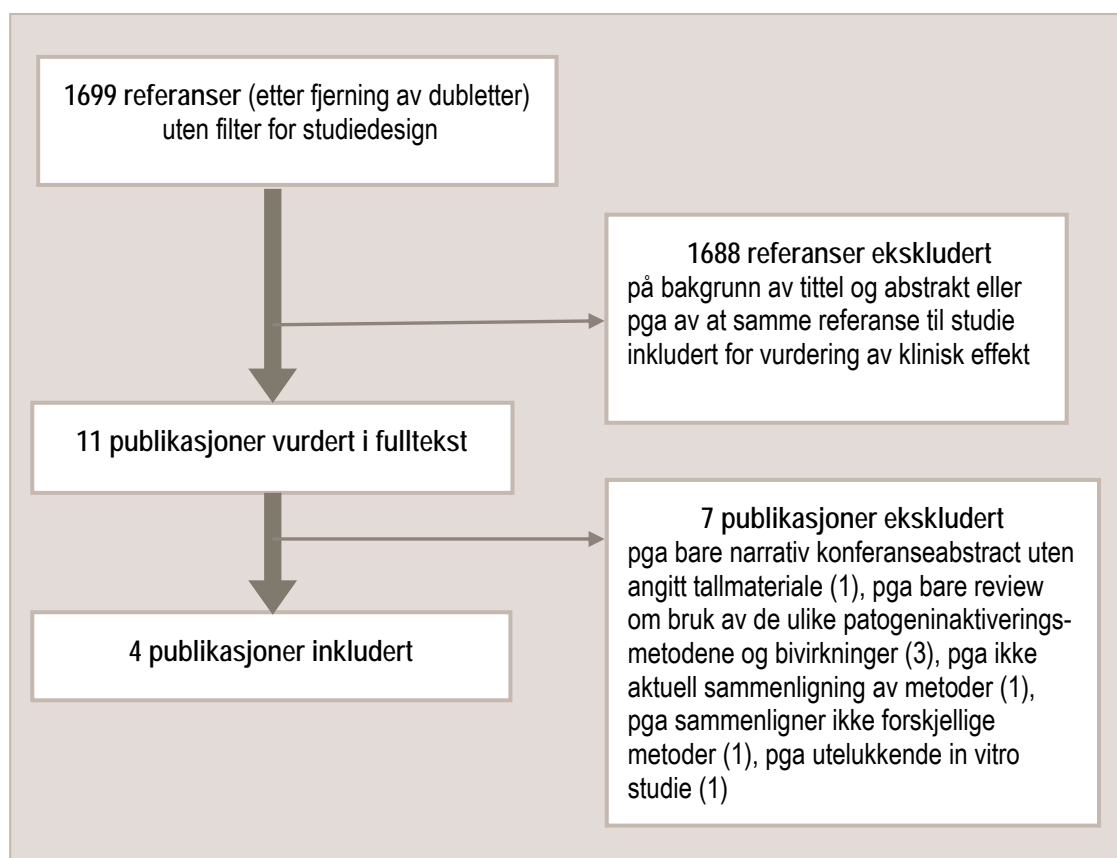 1699 referanser (etter fjerning av dubletter)
uten filter for studiedesign
1688 referanser ekskludert
på bakgrunn av tittel og abstrakt eller
pga av at samme referanse til studie
inkludert for vurdering av klinisk effekt
11 publikasjoner vurdert i fulltekst
7 publikasjoner ekskludert
pga bare narrativ konferanseabstract uten
angitt tallmateriale (1), pga bare review
om bruk av de ulike patogeninaktiverings-
metodene og bivirkninger (3), pga ikke
aktuell sammenligning av metoder (1),
pga sammenligner ikke forskjellige
metoder (1), pga utelukkende in vitro
studie (1)
4 publikasjoner inkludert